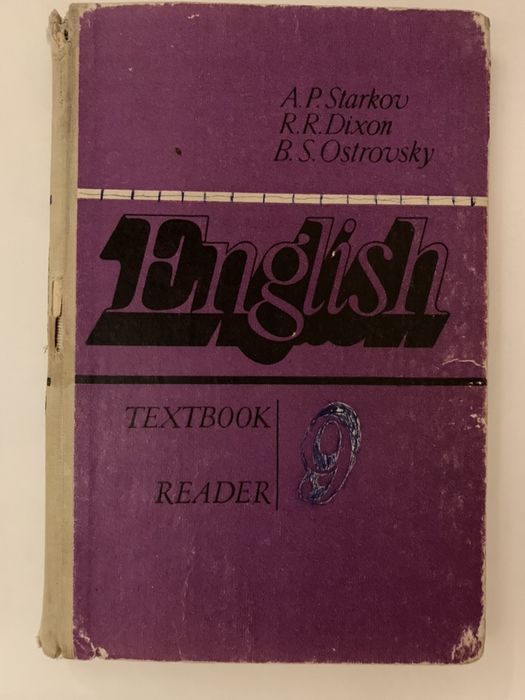 A.P. Starkov
R.R. Dixon
B.S. Ostrovsky
English
TEXTBOOK
READER
9